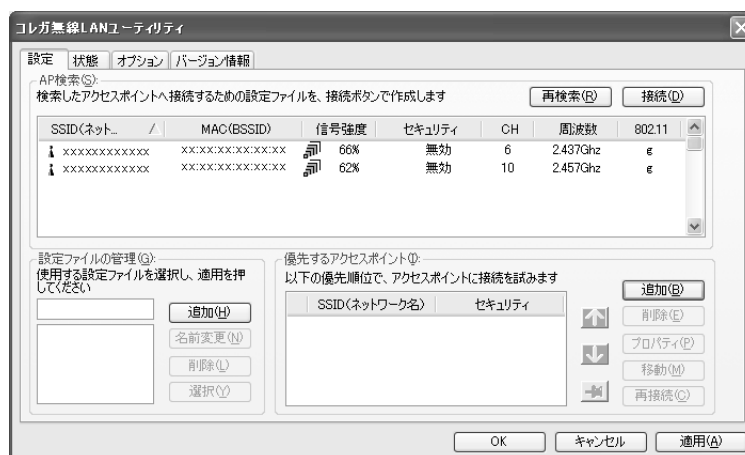 コレガ無線LANユーティリティ
設定 状態 オプション バージョン情報
AP検索(S):
検索したアクセスポイントへ接続するための設定ファイルを、接続ボタンで作成します 再検索(R) 接続(D)
SSID(ネット... MAC(BSSID) 信号強度 セキュリティ CH 周波数 802.11
xxxxxxxxxxxx xx:xx:xx:xx:xx:xx 66% 無効 6 2.437Ghz g
xxxxxxxxxxxx xx:xx:xx:xx:xx:xx 62% 無効 10 2.457Ghz g
設定ファイルの管理(G):
使用する設定ファイルを選択し、適用を押
してください
追加(H)
名前変更(N)
削除(L)
選択(Y)
優先するアクセスポイント(I):
以下の優先順位で、アクセスポイントに接続を試みます
SSID(ネットワーク名) セキュリティ
追加(B)
削除(E)
プロパティ(P)
移動(M)
再接続(C)
OK キャンセル 適用(A)